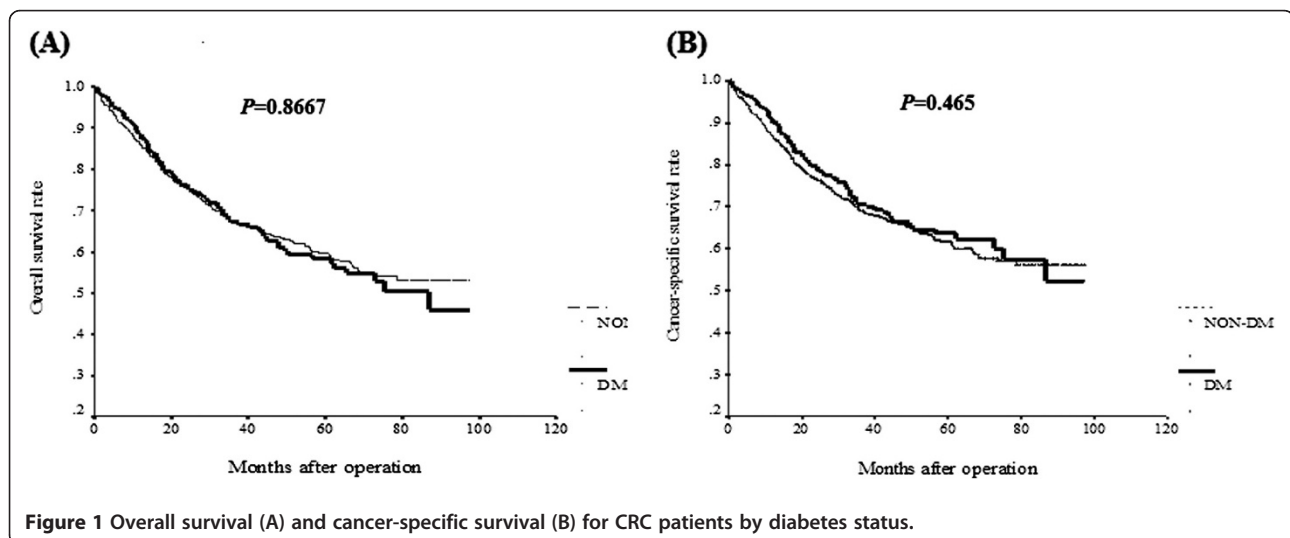 (A)
P=0.8667
Overall survival rate
1.0
.9
.8
.7
.6
.5
.4
.3
.2
0 20 40 60 80 100 120
Months after operation
NON
DM
(B)
P=0.465
Cancer-specific survival rate
1.0
.9
.8
.7
.6
.5
.4
.3
.2
0 20 40 60 80 100 120
Months after operation
NON-DM
DM
Figure 1 Overall survival (A) and cancer-specific survival (B) for CRC patients by diabetes status.